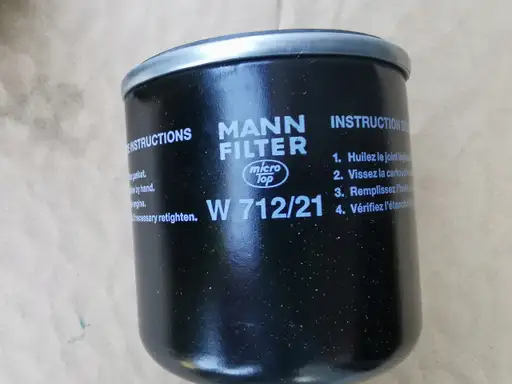 INSTRUCTIONS
MANN
FILTER
micro
Top
W 712/21
gasket.
by hand.
engine.
necessary retighten.
INSTRUCTION
1. Huilez le joint
2. Vissez la
3. Remplissez
4. Vérifiez